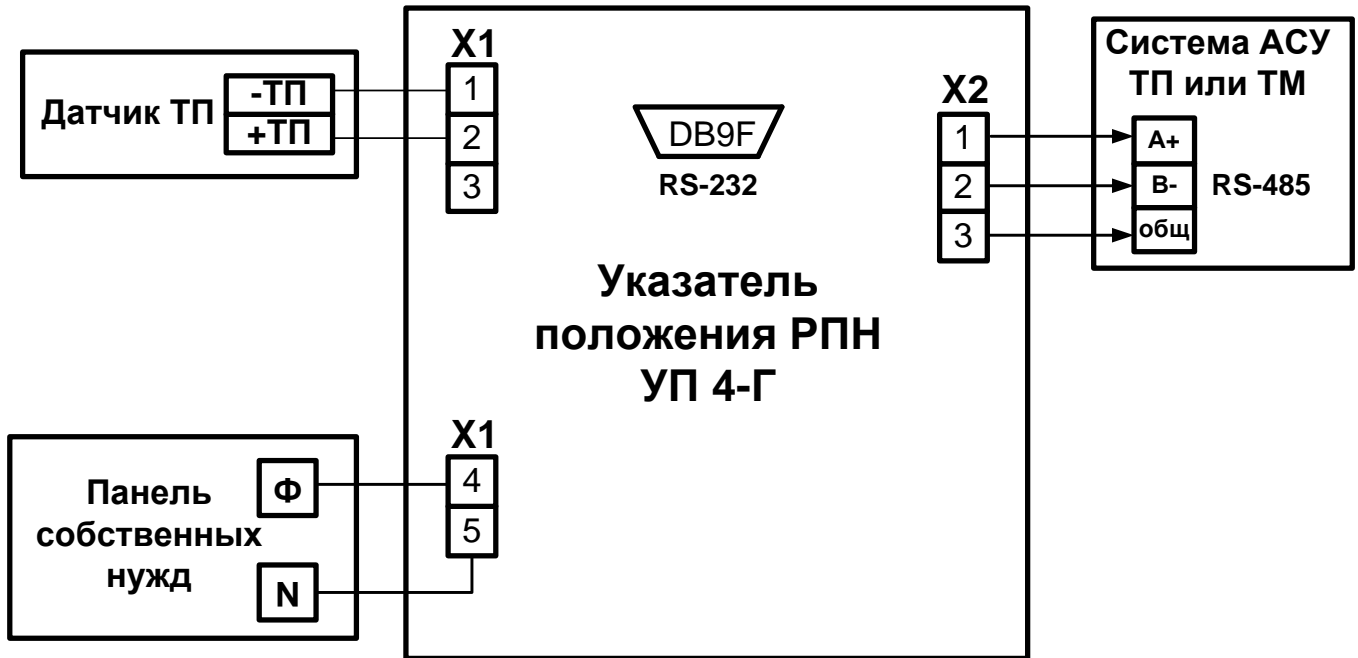 Датчик ТП
-ТП
+ТП
X1
1
2
3
DB9F
RS-232
X2
1
2
3
Система АСУ
ТП или ТМ
A+
B-
общ
RS-485
Указатель
положения РПН
УП 4-Г
X1
4
5
Панель
собственных
нужд
Ф
N